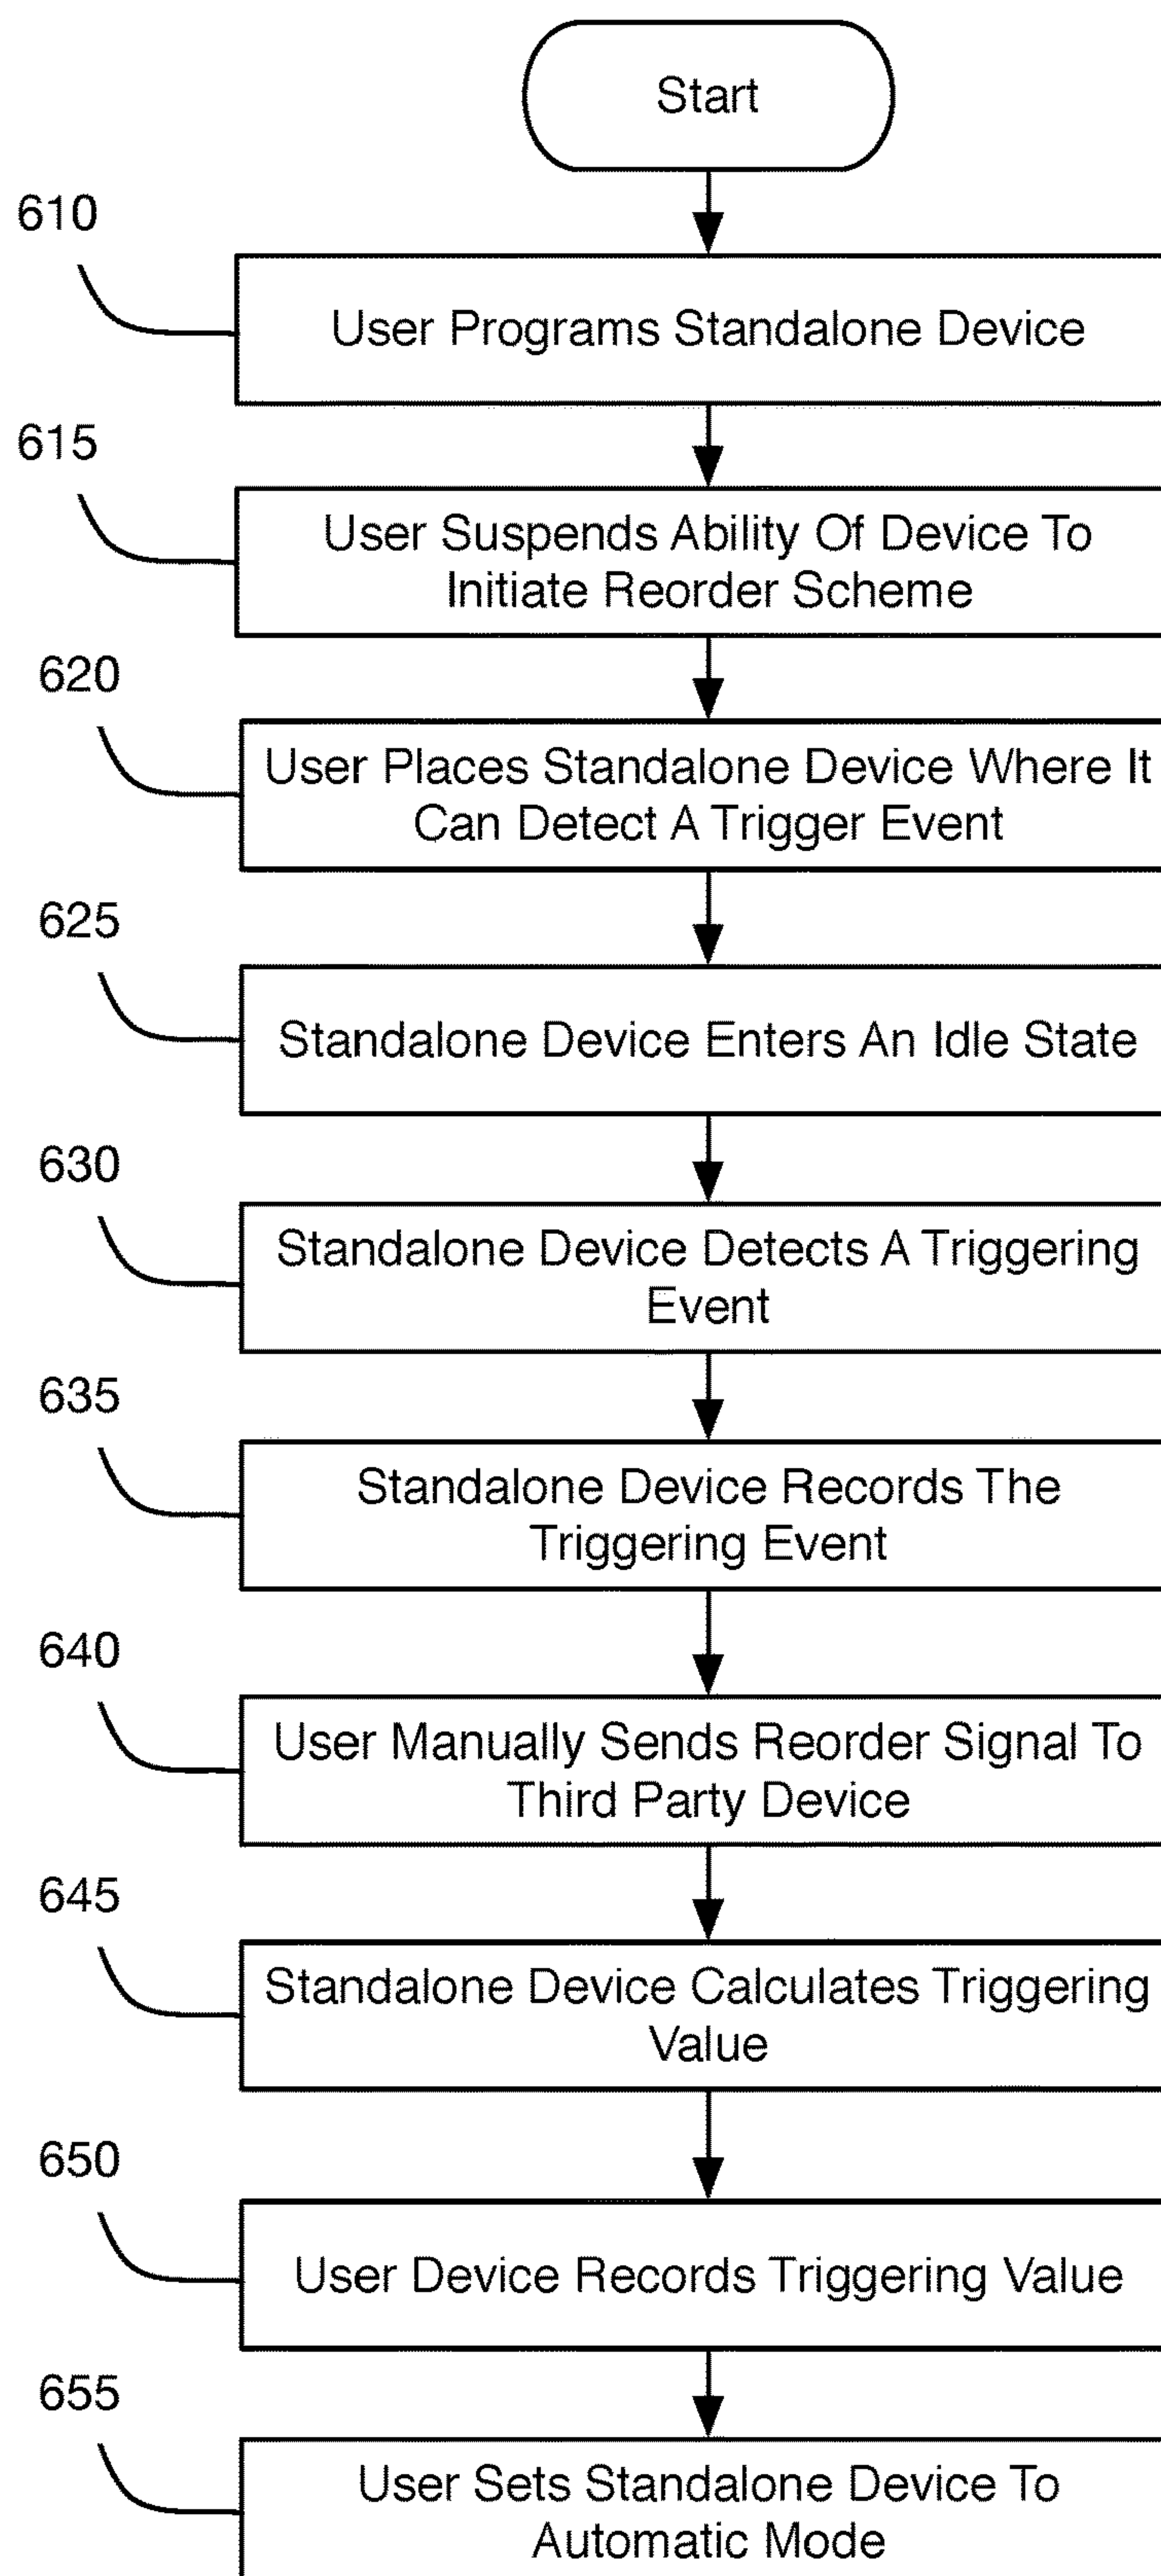 Start
610
User Programs Standalone Device
615
User Suspends Ability Of Device To
Initiate Reorder Scheme
620
User Places Standalone Device Where It
Can Detect A Trigger Event
625
Standalone Device Enters An Idle State
630
Standalone Device Detects A Triggering
Event
635
Standalone Device Records The
Triggering Event
640
User Manually Sends Reorder Signal To
Third Party Device
645
Standalone Device Calculates Triggering
Value
650
User Device Records Triggering Value
655
User Sets Standalone Device To
Automatic Mode